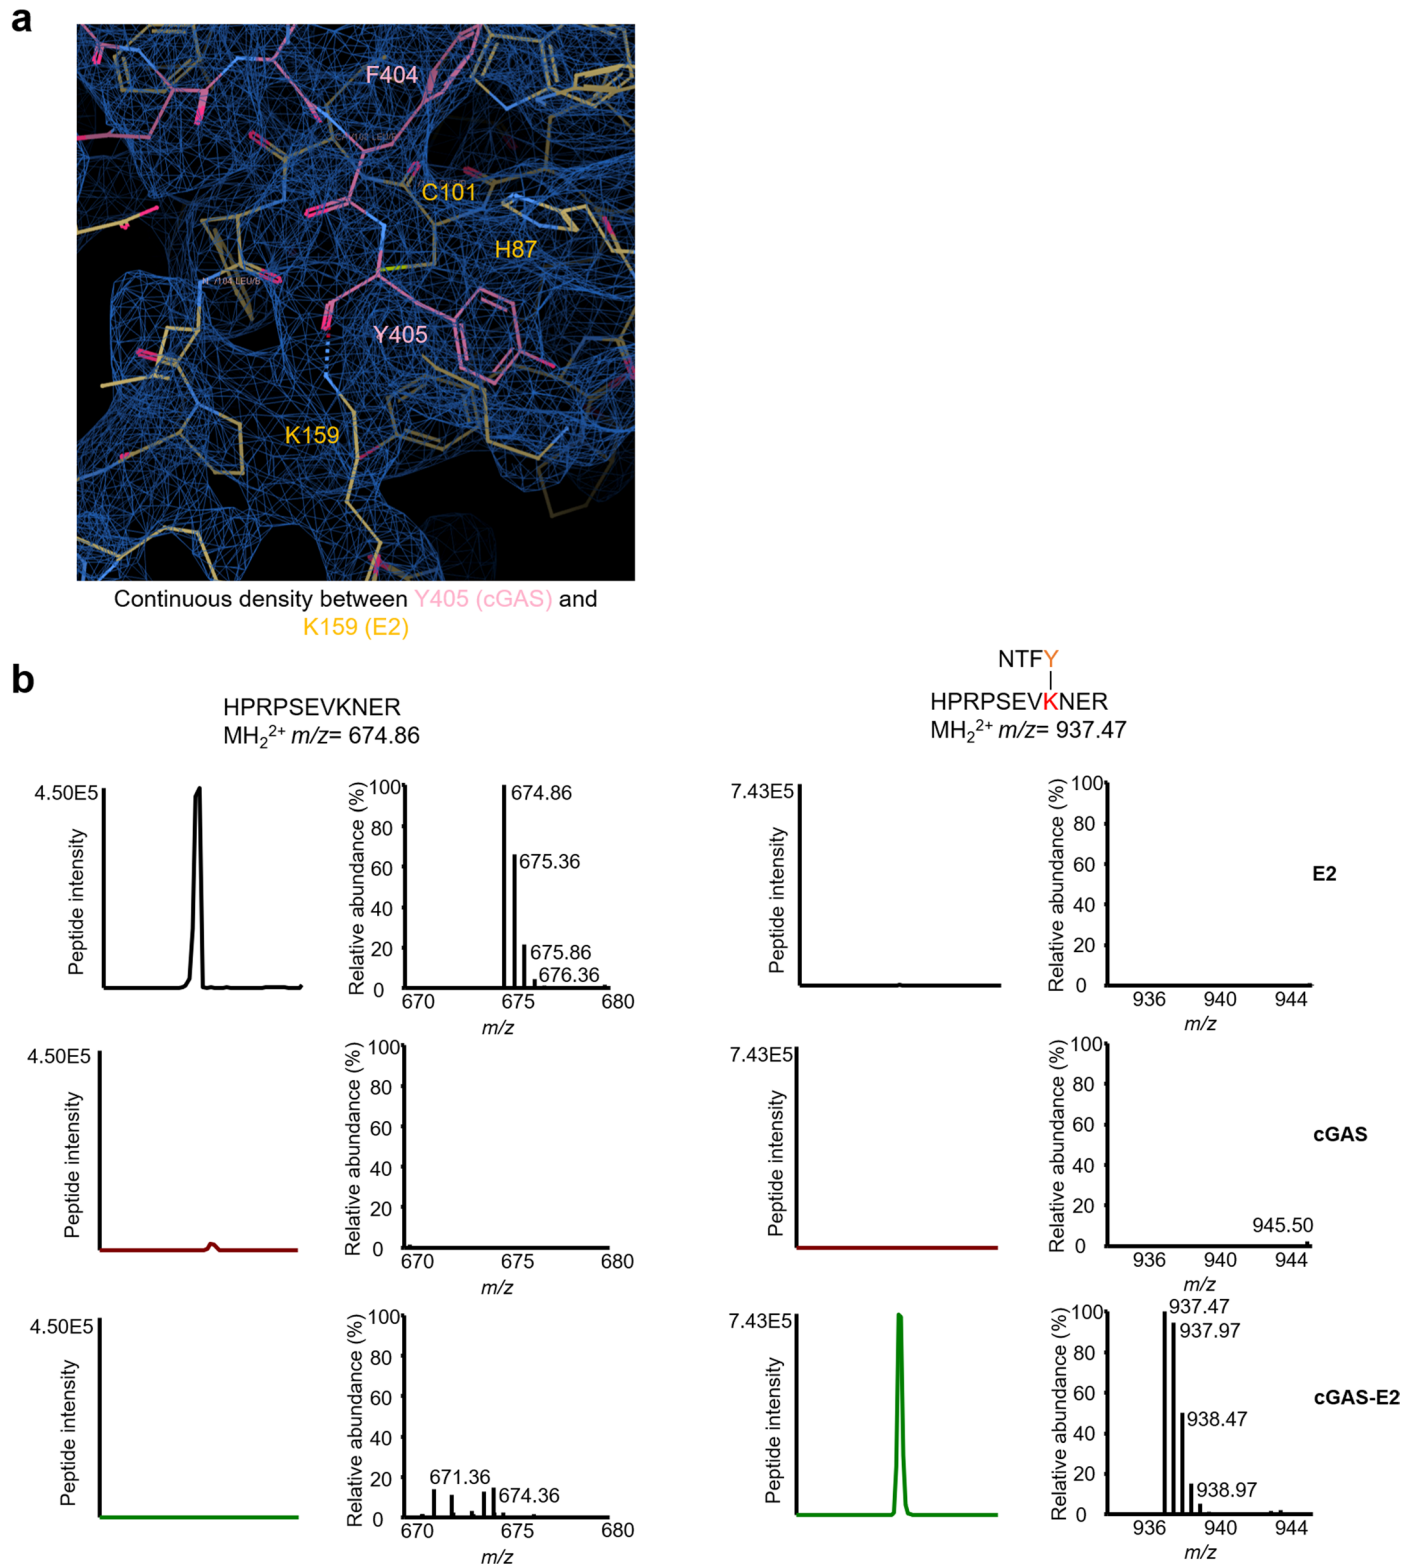 a
F404
C101
H87
Y405
K159
Continuous density between Y405 (cGAS) and
K159 (E2)
b
HPRPSEVKNER
MH₂²⁺ m/z= 674.86
NTFY
HPRPSEVKNER
MH₂²⁺ m/z= 937.47
4.50E5
Peptide intensity
Relative abundance (%)
100
80
60
40
20
0
674.86
675.36
675.86
676.36
670 675 680
m/z
7.43E5
Peptide intensity
Relative abundance (%)
100
80
60
40
20
0
936 940 944
m/z
E2
4.50E5
Peptide intensity
Relative abundance (%)
100
80
60
40
20
0
670 675 680
m/z
7.43E5
Peptide intensity
Relative abundance (%)
100
80
60
40
20
0
945.50
936 940 944
m/z
cGAS
4.50E5
Peptide intensity
Relative abundance (%)
100
80
60
40
20
0
671.36
674.36
670 675 680
m/z
7.43E5
Peptide intensity
Relative abundance (%)
100
80
60
40
20
0
937.47
937.97
938.47
938.97
936 940 944
m/z
cGAS-E2